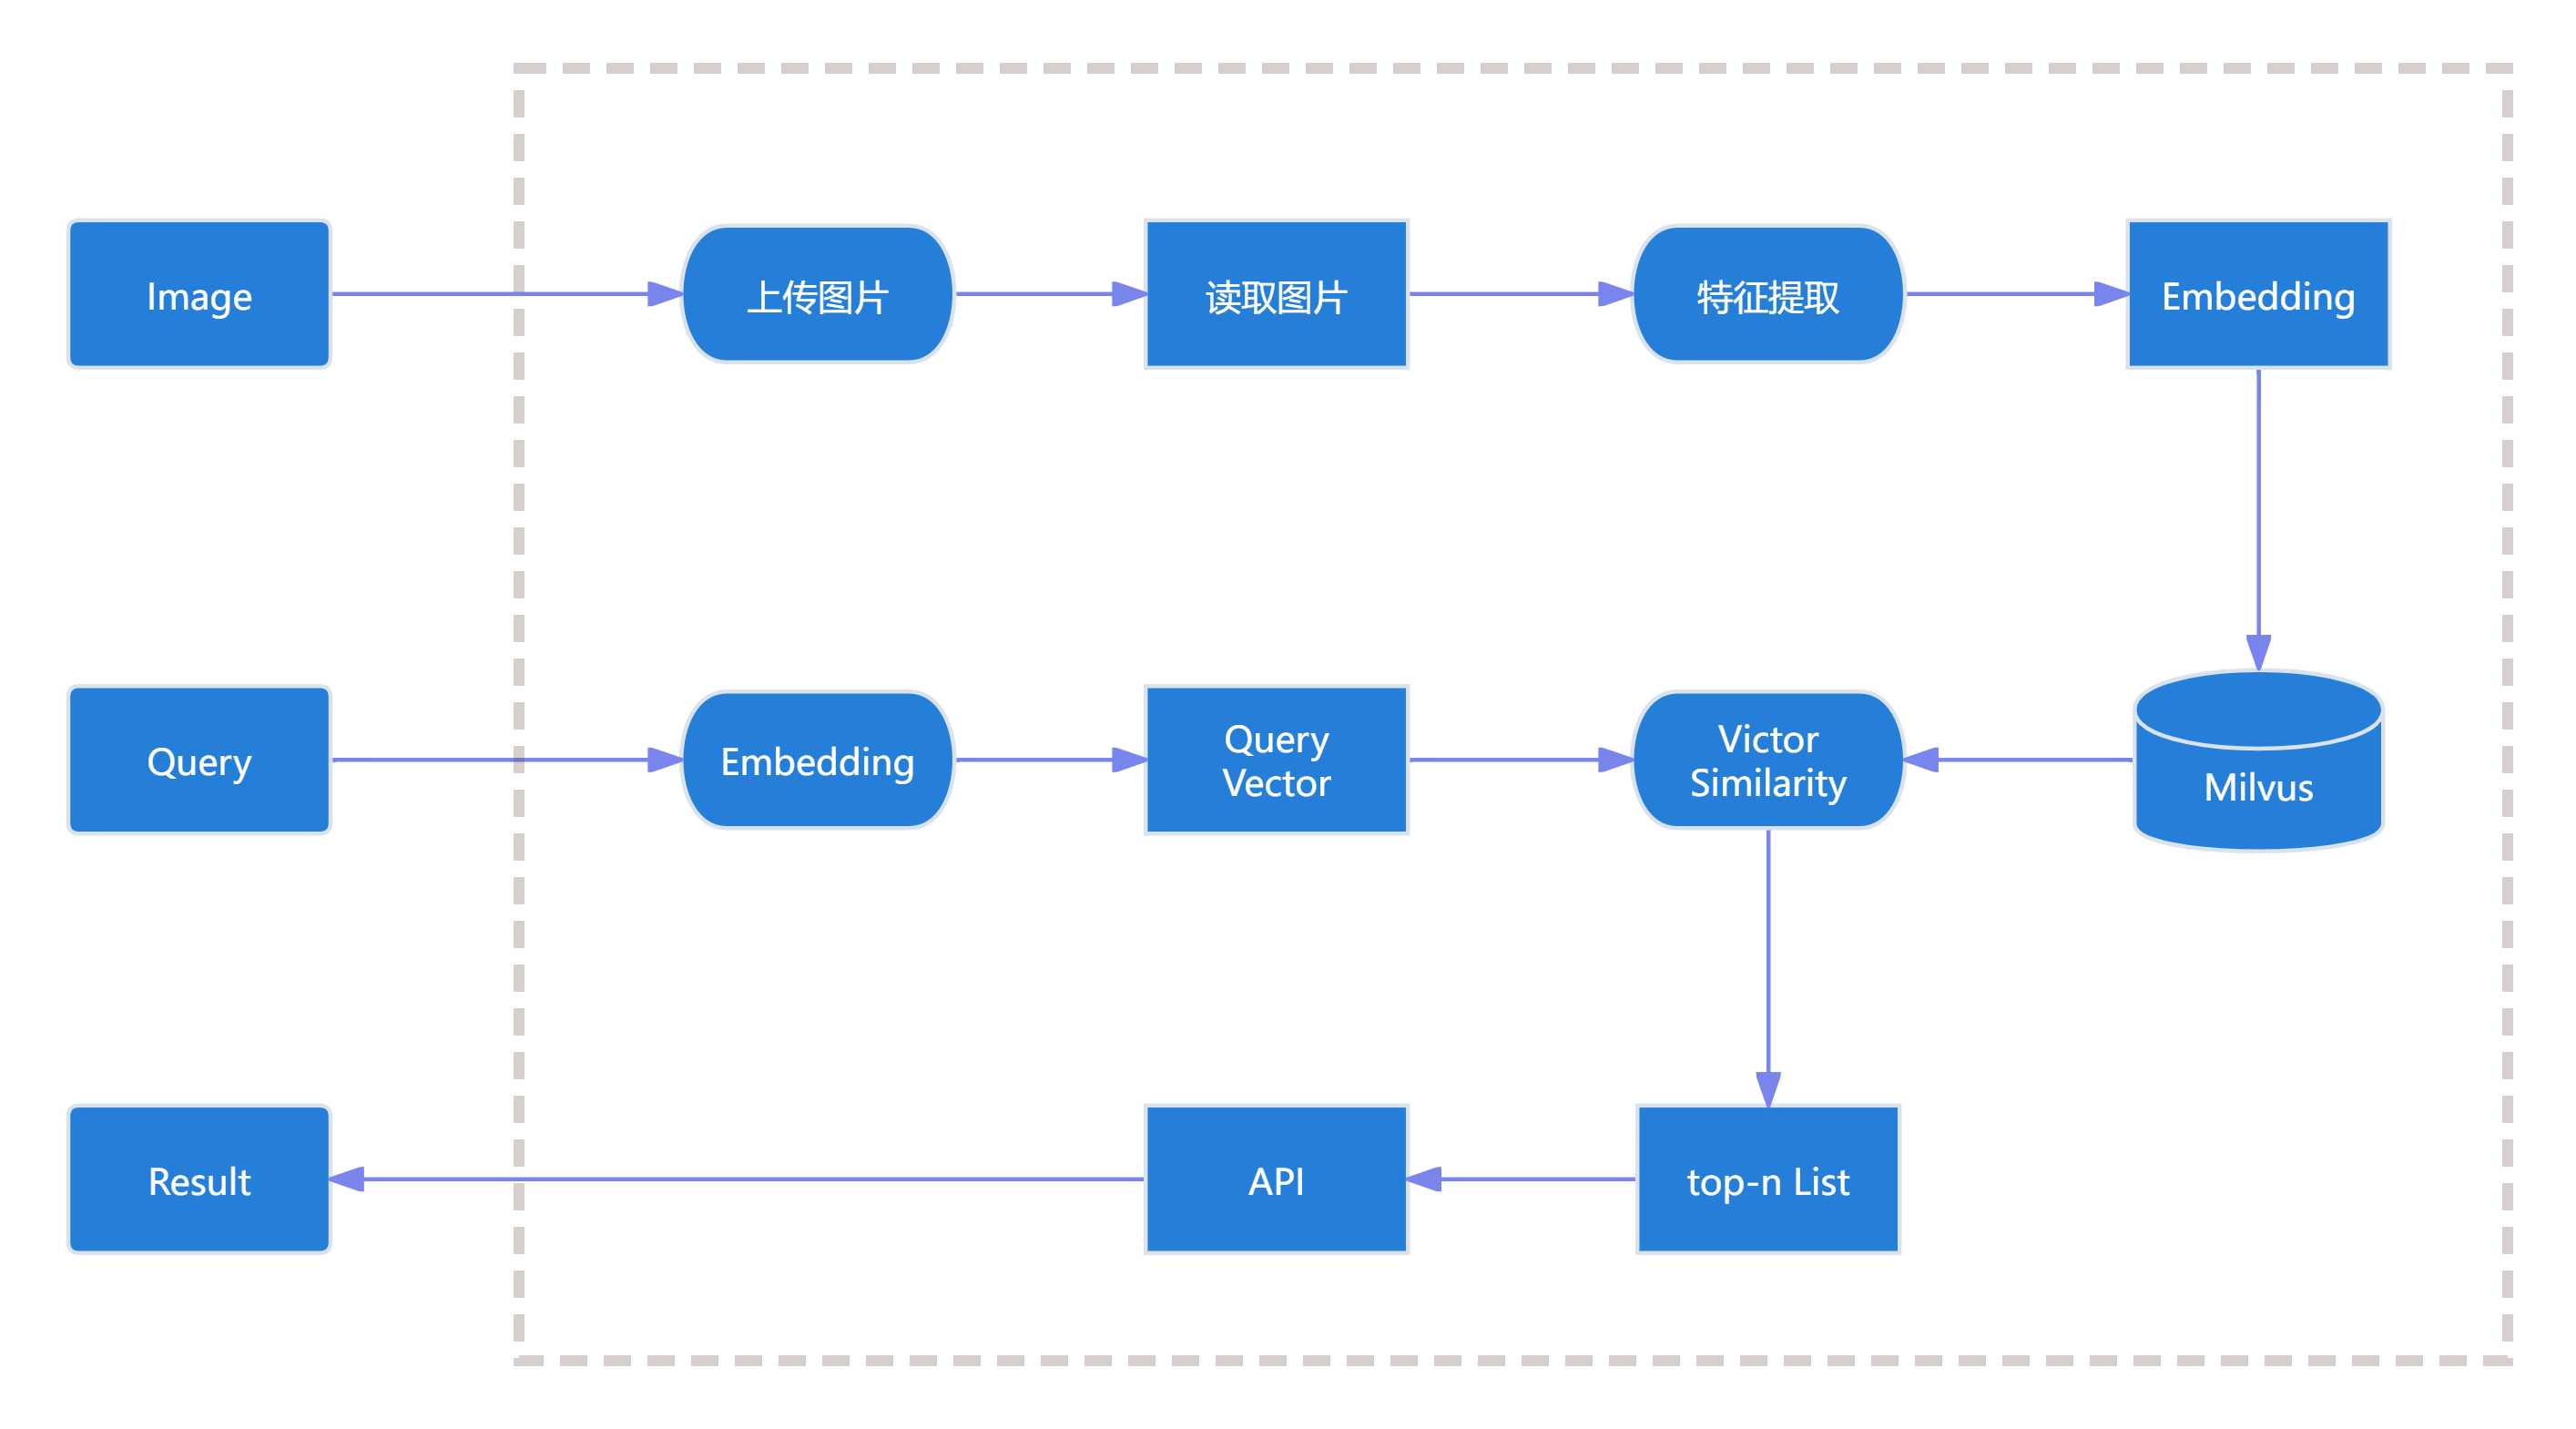 Image
上传图片
读取图片
特征提取
Embedding
Query
Embedding
Query
Vector
Victor
Similarity
Milvus
Result
API
top-n List